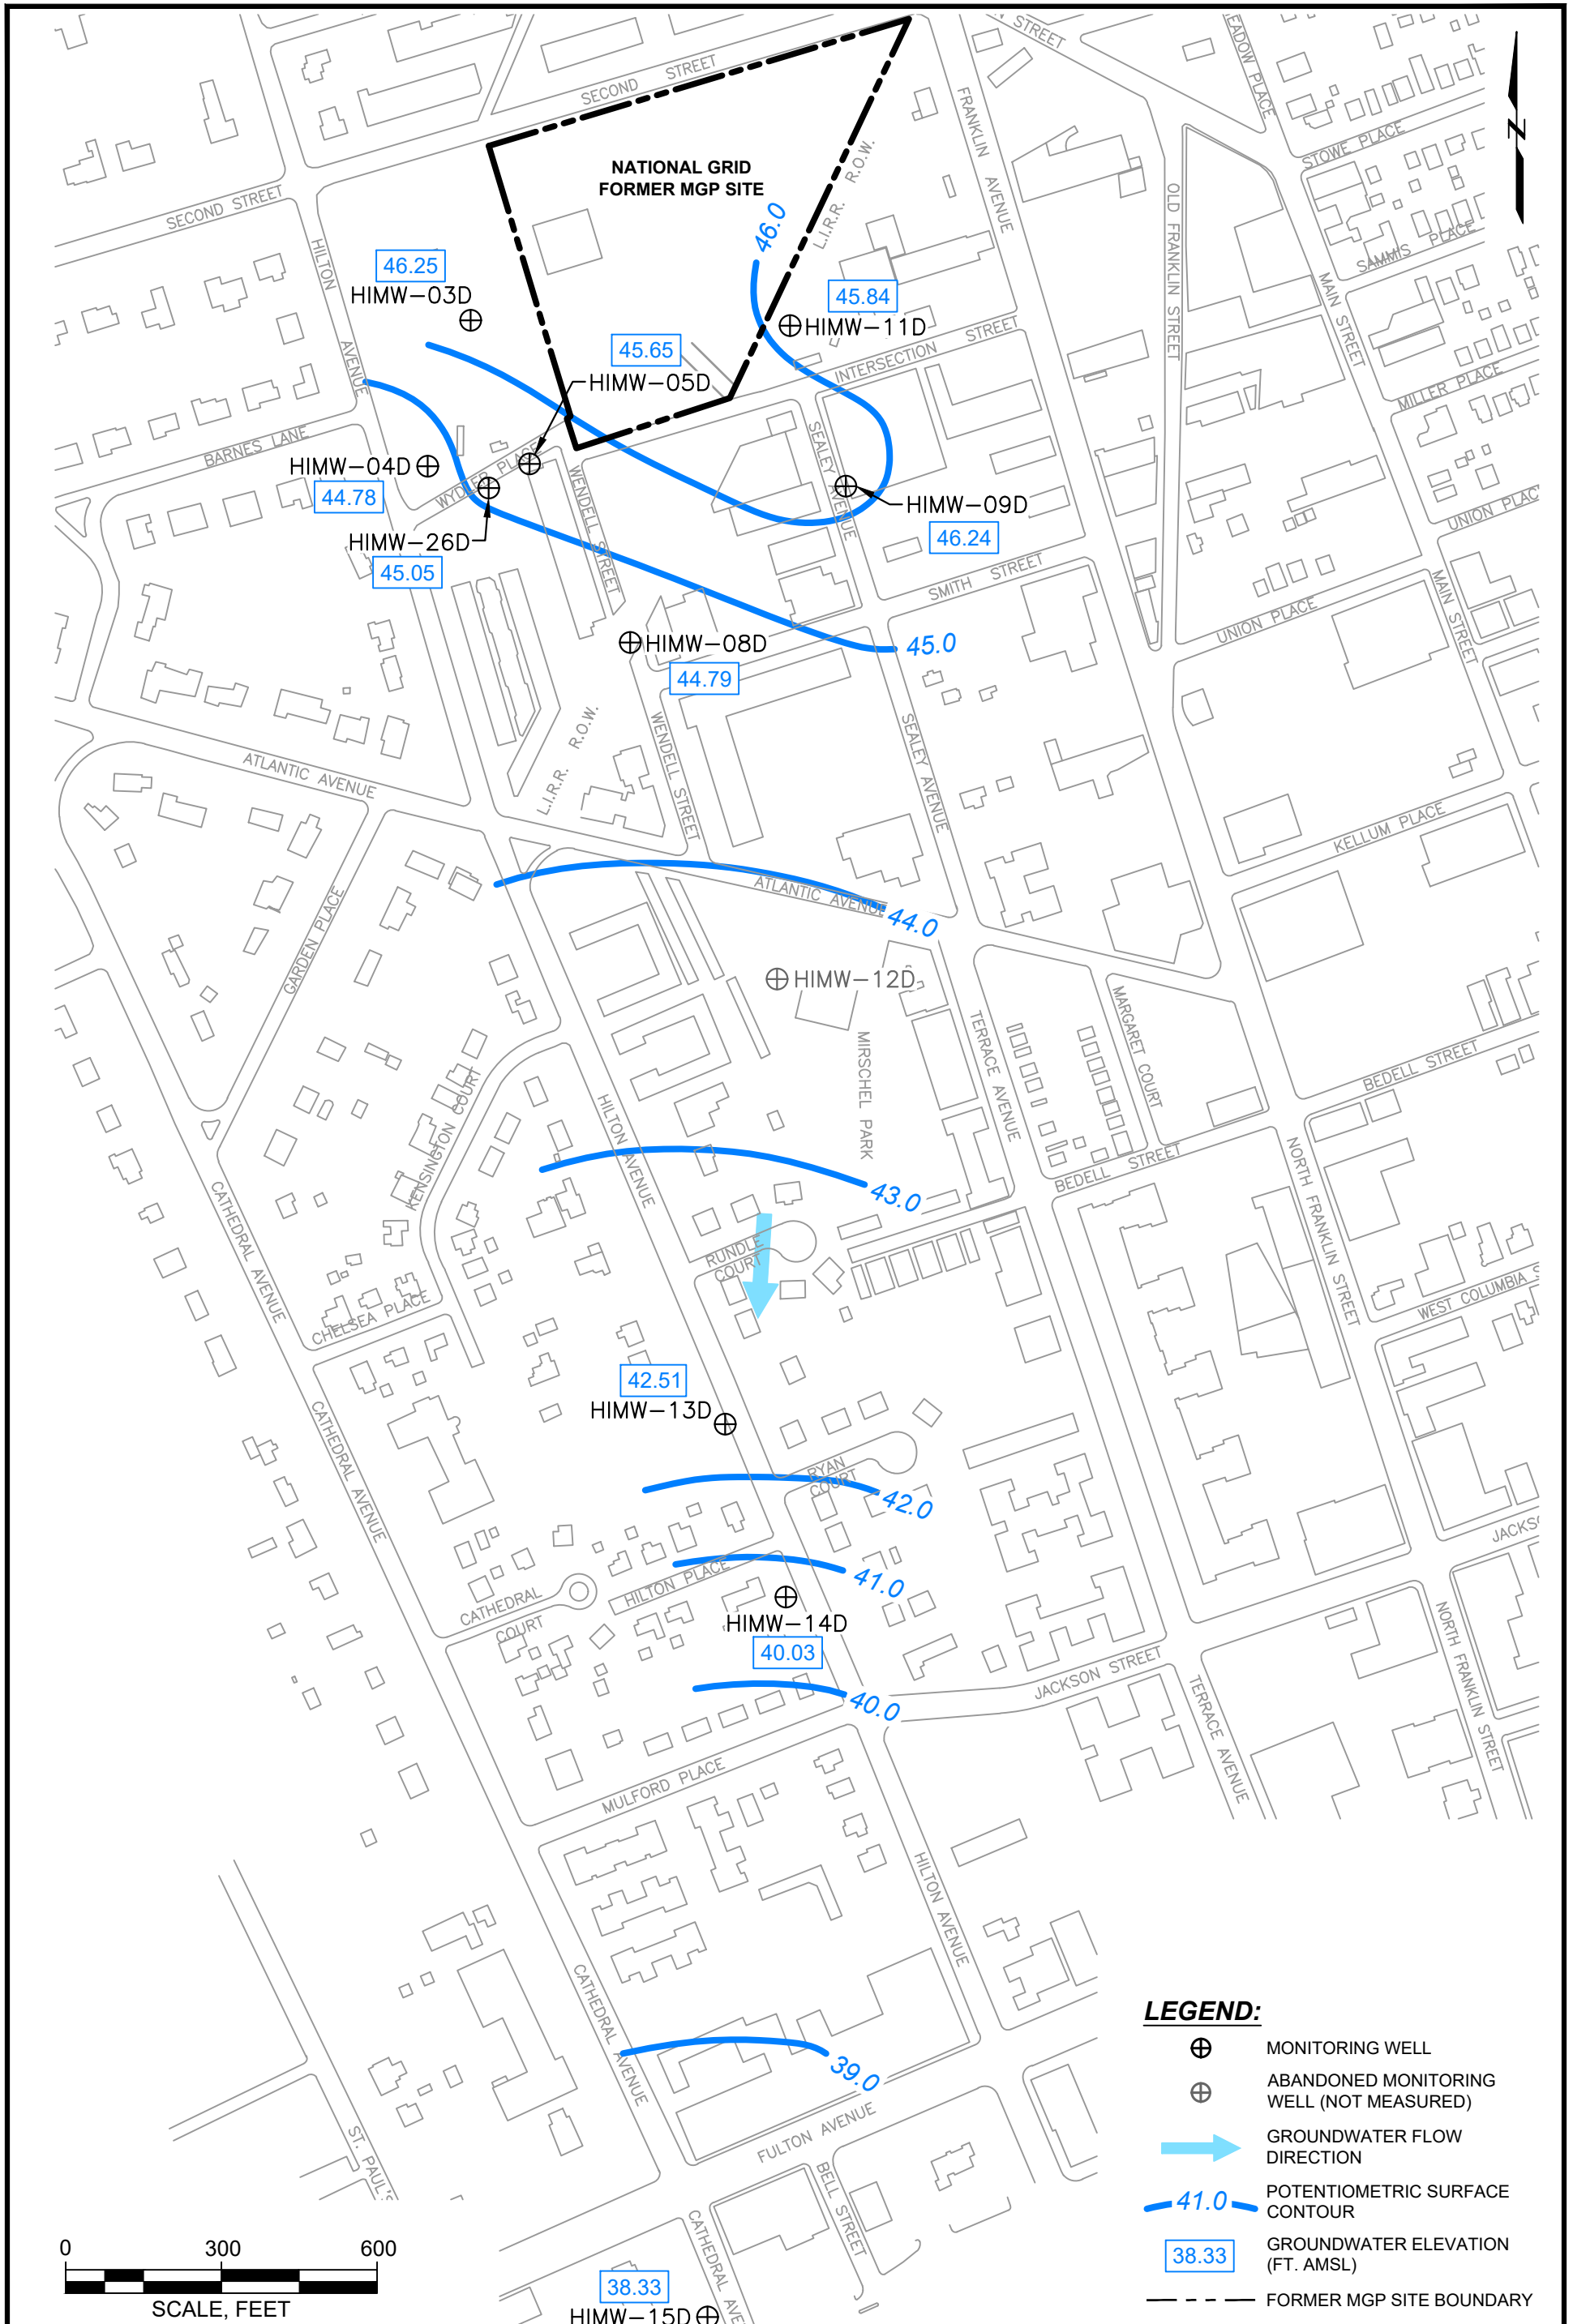 SECOND STREET
N STREET
EADOW PLACE
STOWE PLACE
N
NATIONAL GRID
FORMER MGP SITE
FRANKLIN AVENUE
L.I.R.R. R.O.W.
OLD FRANKLIN STREET
SECOND STREET
SAMMIS PLACE
46.0
HILTON AVENUE
46.25
HIMW-03D
45.84
HIMW-11D
MAIN STREET
45.65
HIMW-05D
INTERSECTION STREET
MILLER PLACE
BARNES LANE
HIMW-04D
44.78
WYDLER PLACE
WENDELL STREET
SEALEY AVENUE
HIMW-09D
46.24
UNION PLAC
HIMW-26D
45.05
SMITH STREET
UNION PLACE
MAIN STREET
HIMW-08D
44.79
45.0
L.I.R.R. R.O.W.
WENDELL STREET
SEALEY AVENUE
ATLANTIC AVENUE
KELLUM PLACE
ATLANTIC AVENUE
44.0
GARDEN PLACE
HIMW-12D
MIRSCHEL PARK
TERRACE AVENUE
MARGARET COURT
BEDELL STREET
KENSINGTON COURT
HILTON AVENUE
BEDELL STREET
43.0
CATHEDRAL AVENUE
NORTH FRANKLIN STREET
RUNDLE
COURT
WEST COLUMBIA S
CHELSEA PLACE
42.51
HIMW-13D
CATHEDRAL AVENUE
RYAN
COURT
42.0
JACKS
41.0
HILTON PLACE
CATHEDRAL
COURT
HIMW-14D
40.03
NORTH FRANKLIN STREET
JACKSON STREET
TERRACE AVENUE
40.0
MULFORD PLACE
HILTON AVENUE
CATHEDRAL AVENUE
39.0
FULTON AVENUE
ST. PAUL'S
BELL STREET
CATHEDRAL AVE
38.33
HIMW-15D
0 300 600
SCALE, FEET
LEGEND:
MONITORING WELL
ABANDONED MONITORING
WELL (NOT MEASURED)
GROUNDWATER FLOW
DIRECTION
41.0
POTENTIOMETRIC SURFACE
CONTOUR
38.33
GROUNDWATER ELEVATION
(FT. AMSL)
FORMER MGP SITE BOUNDARY